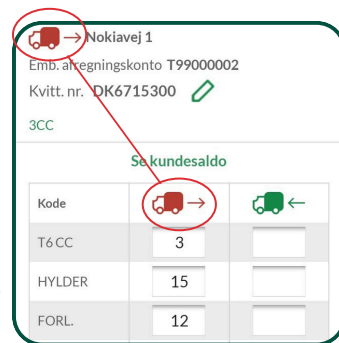 → Nokiavej 1
Emb. afregningskonto T99000002
Kvitt. nr. DK6715300
3CC
Se kundesaldo
Kode → ←
T6 CC 3
HYLDER 15
FORL. 12